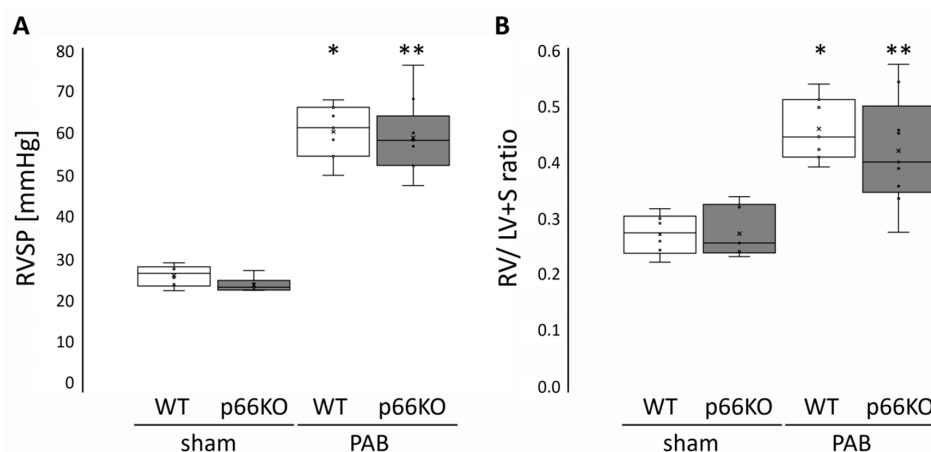 A
RVSP [mmHg]
80
70
60
50
40
30
20
10
0
* **
WT p66KO WT p66KO
sham PAB
B
RV/ LV+S ratio
0.6
0.5
0.4
0.3
0.2
0.1
0.0
* **
WT p66KO WT p66KO
sham PAB